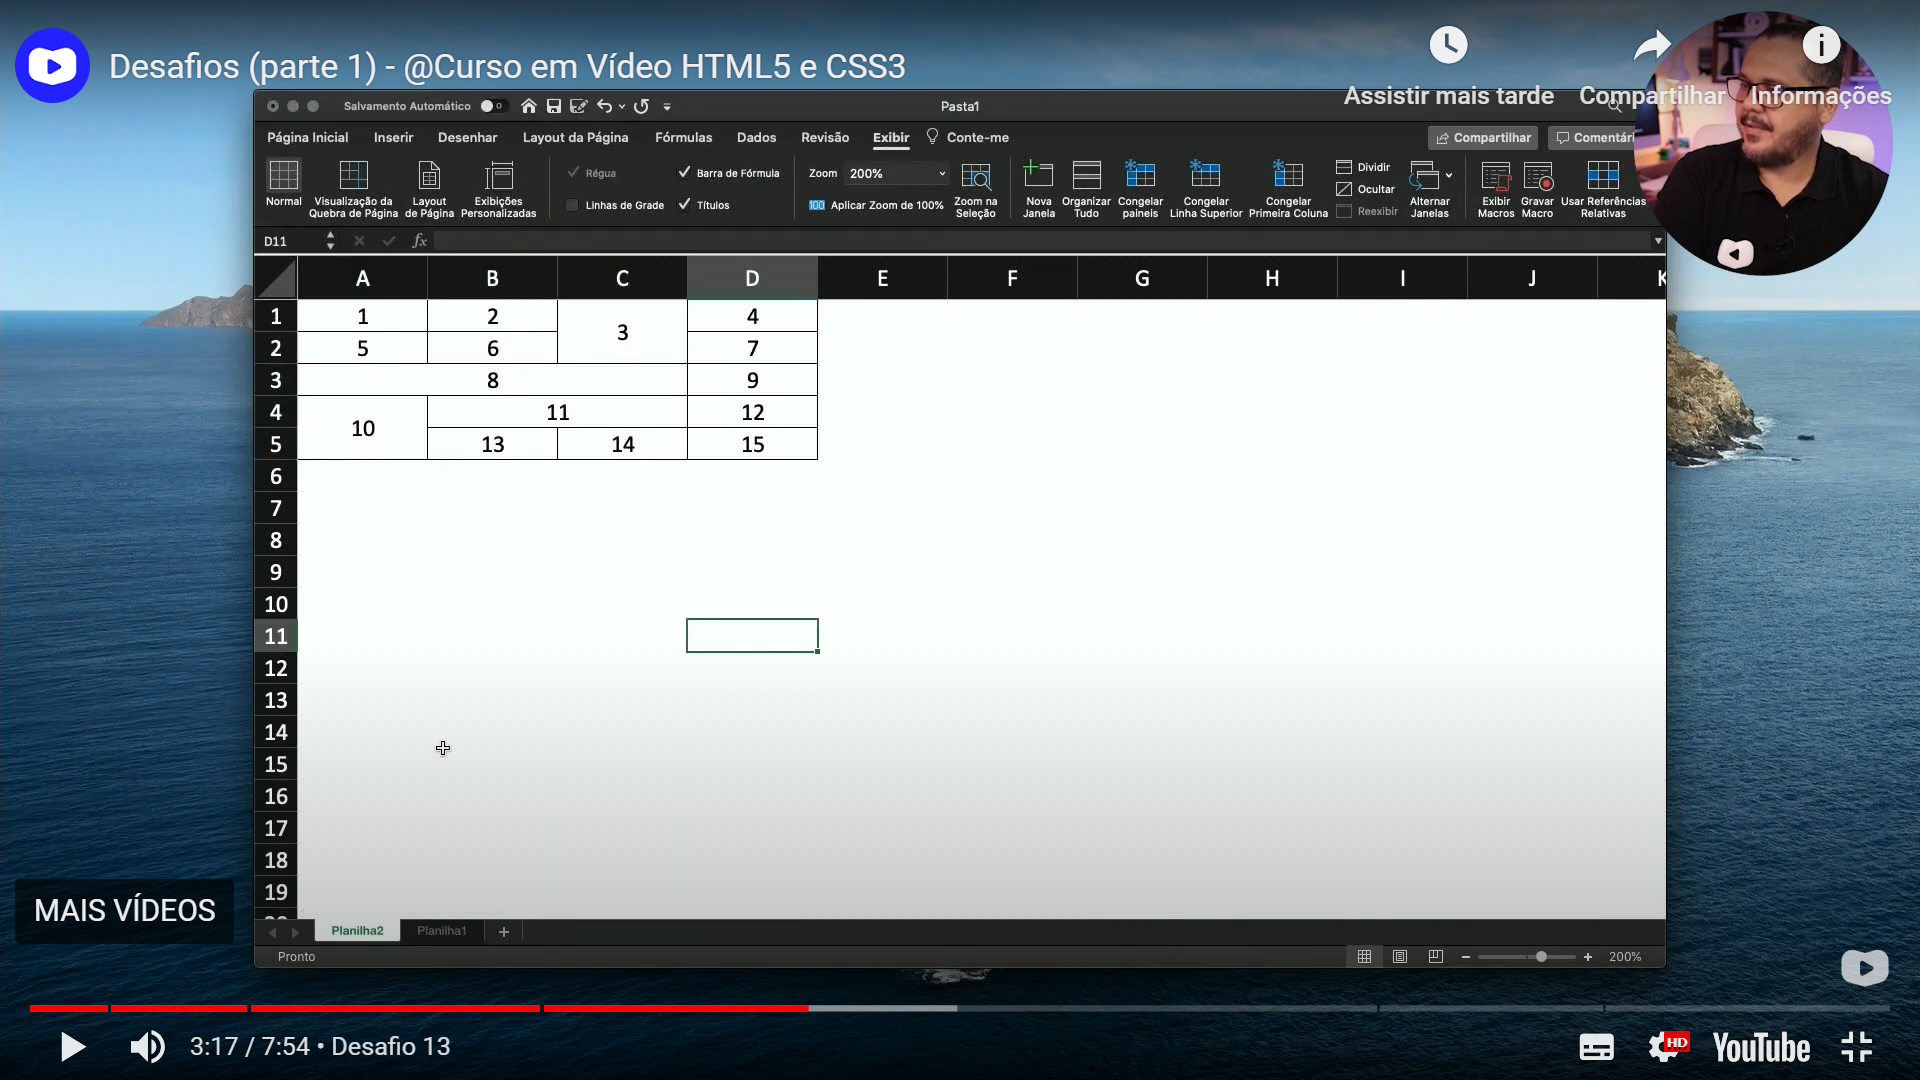 Desafios (parte 1) - @Curso em Vídeo HTML5 e CSS3
Assistir mais tarde
Compartilhar
Informações
Salvamento Automático
Pasta1
Página Inicial
Inserir
Desenhar
Layout da Página
Fórmulas
Dados
Revisão
Exibir
Conte-me
Compartilhar
Comentári
Normal
Visualização da
Quebra de Página
Layout
de Página
Exibições
Personalizadas
Régua
Barra de Fórmula
Linhas de Grade
Títulos
Zoom
200%
100 Aplicar Zoom de 100%
Zoom na
Seleção
Nova
Janela
Organizar
Tudo
Congelar
paineis
Congelar
Linha Superior
Congelar
Primeira Coluna
Dividir
Ocultar
Reexibir
Alternar
Janelas
Exibir
Macros
Gravar
Macro
Usar Referências
Relativas
D11
fx
A B C D E F G H I J K
1 1 2 3 4
2 5 6 7
3 8 9
4 10 11 12
5 13 14 15
6
7
8
9
10
11
12
13
14
15
16
17
18
19
MAIS VÍDEOS
Planilha2
Planilha1
+
Pronto
200%
3:17 / 7:54 • Desafio 13
HD
YouTube